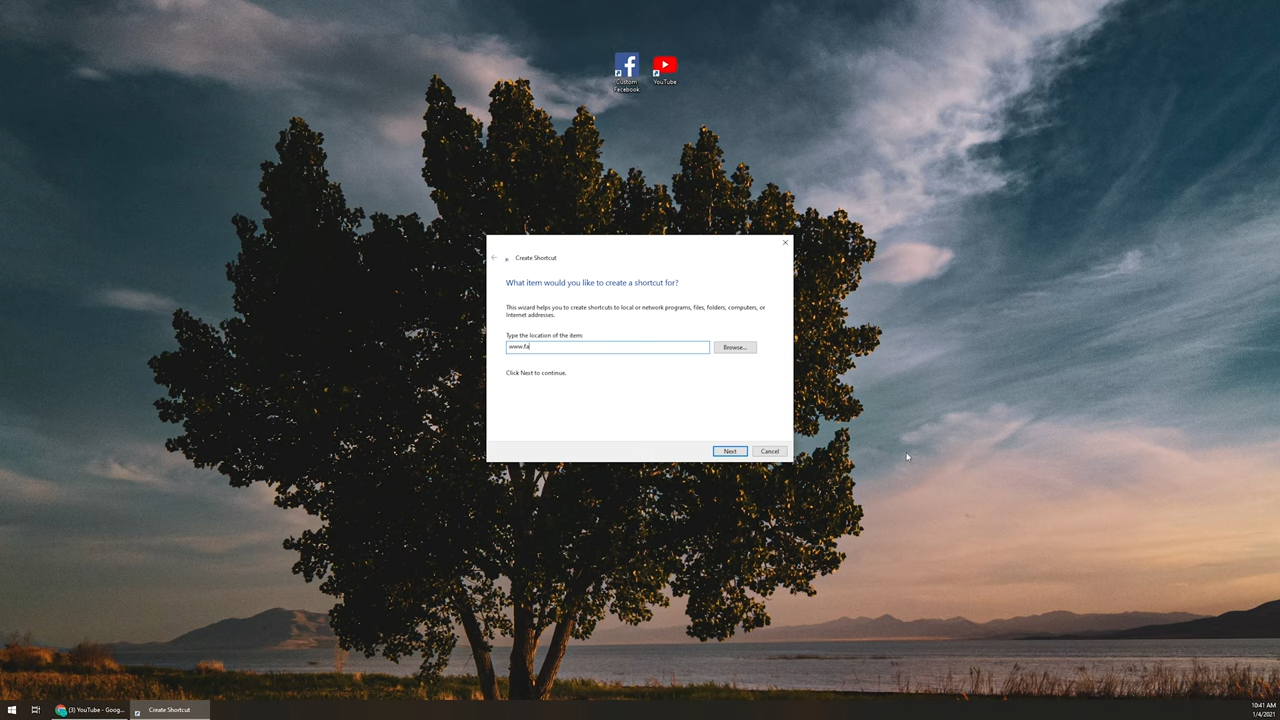 Custom
Facebook
YouTube
Create Shortcut
What item would you like to create a shortcut for?
This wizard helps you to create shortcuts to local or network programs, files, folders, computers, or
Internet addresses.
Type the location of the item:
www.fa
Browse...
Click Next to continue.
Next
Cancel
(3) YouTube - Goog...
Create Shortcut
10:41 AM
1/4/2021